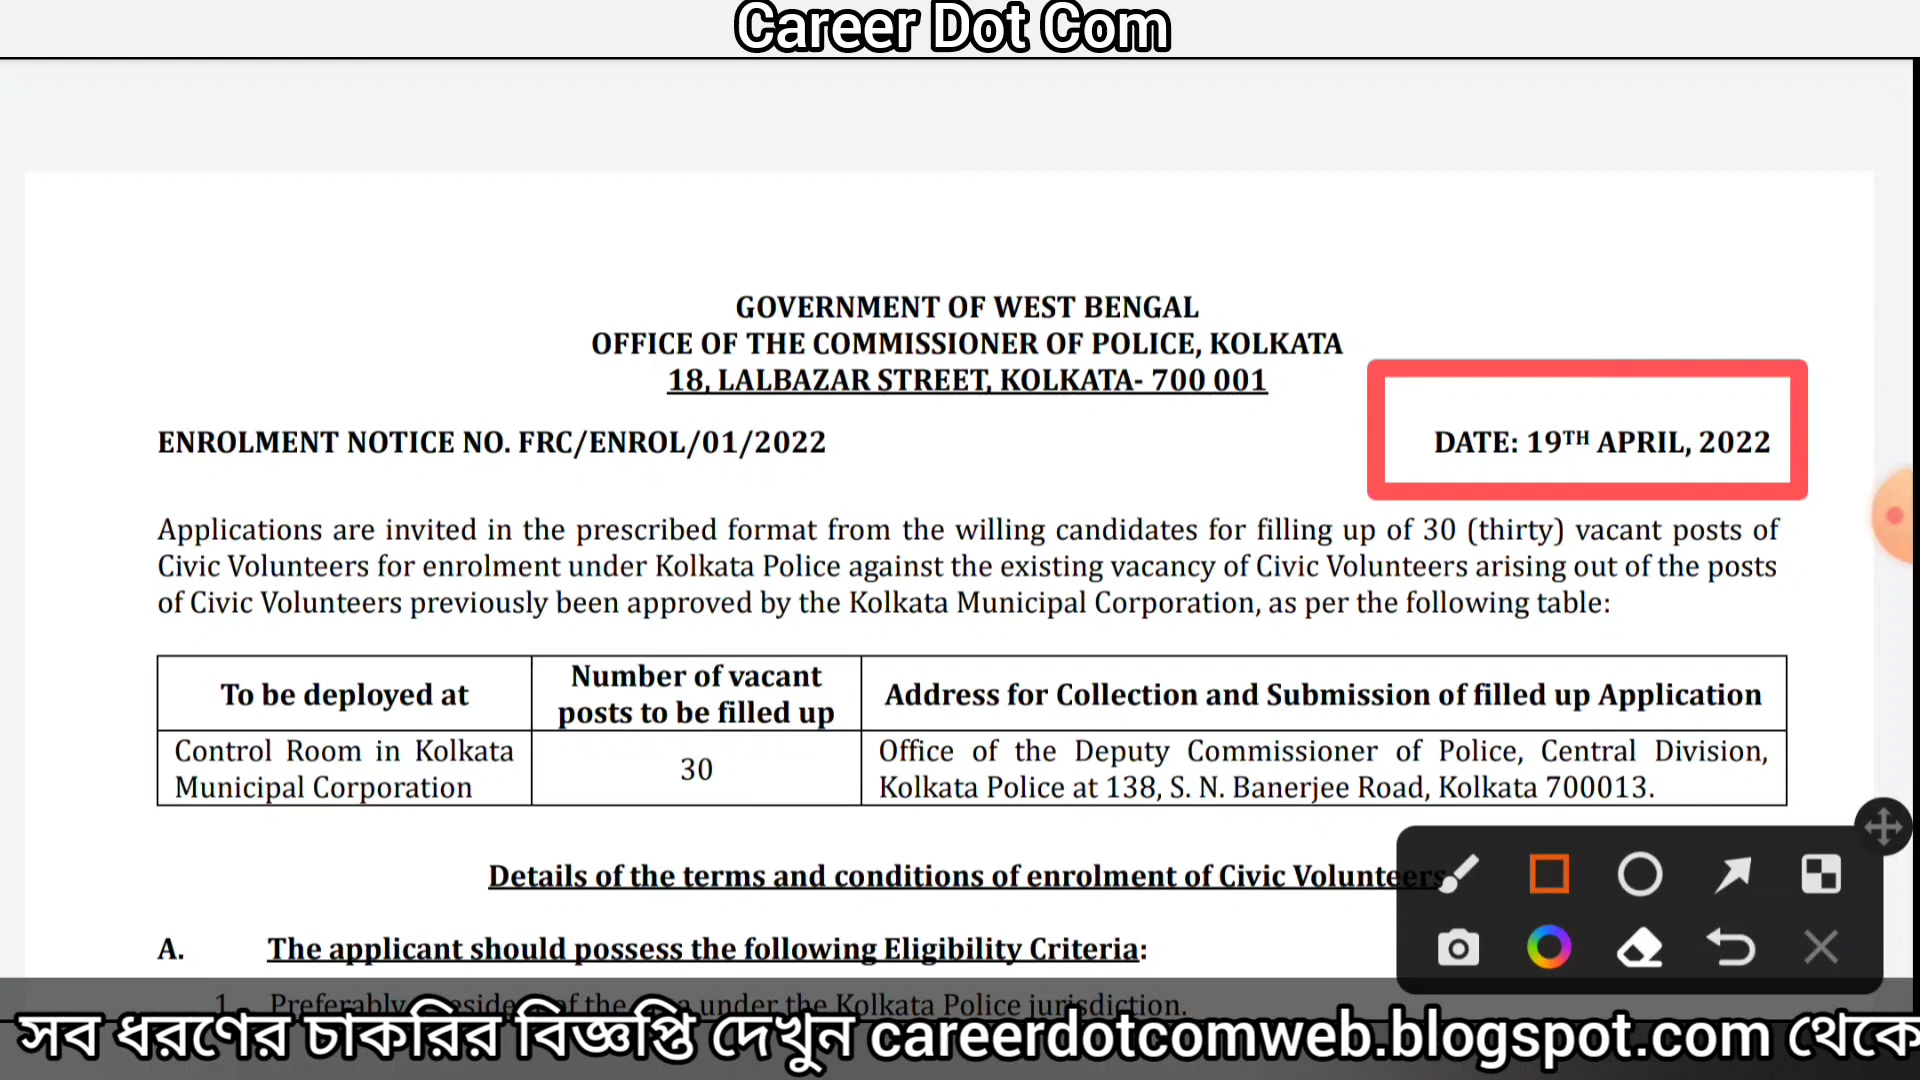 Career Dot Com
GOVERNMENT OF WEST BENGAL
OFFICE OF THE COMMISSIONER OF POLICE, KOLKATA
18, LALBAZAR STREET, KOLKATA- 700 001
ENROLMENT NOTICE NO. FRC/ENROL/01/2022
DATE: 19TH APRIL, 2022
Applications are invited in the prescribed format from the willing candidates for filling up of 30 (thirty) vacant posts of
Civic Volunteers for enrolment under Kolkata Police against the existing vacancy of Civic Volunteers arising out of the posts
of Civic Volunteers previously been approved by the Kolkata Municipal Corporation, as per the following table:
To be deployed at
Number of vacant
posts to be filled up
Address for Collection and Submission of filled up Application
Control Room in Kolkata
Municipal Corporation
30
Office of the Deputy Commissioner of Police, Central Division,
Kolkata Police at 138, S. N. Banerjee Road, Kolkata 700013.
Details of the terms and conditions of enrolment of Civic Volunteers
A. The applicant should possess the following Eligibility Criteria:
1. Preferably of the under the Kolkata Police jurisdiction.
সব ধরণের চাকরির বিজ্ঞপ্তি দেখুন careerdotcomweb.blogspot.com থেকে